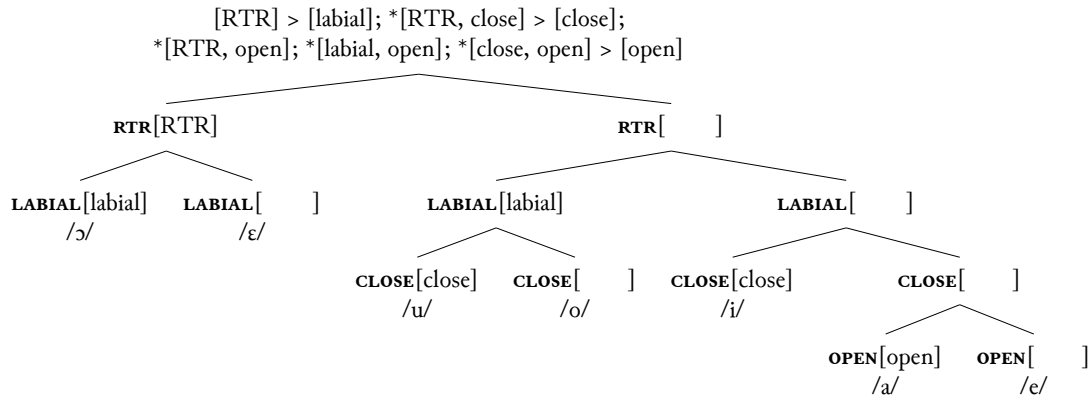 [RTR] > [labial]; *[RTR, close] > [close];
*[RTR, open]; *[labial, open]; *[close, open] > [open]
RTR[RTR] RTR[ ]
LABIAL[labial] LABIAL[ ] LABIAL[labial] LABIAL[ ]
/ɔ/ /ɛ/
CLOSE[close] CLOSE[ ] CLOSE[close] CLOSE[ ]
/u/ /o/ /i/
OPEN[open] OPEN[ ]
/a/ /e/